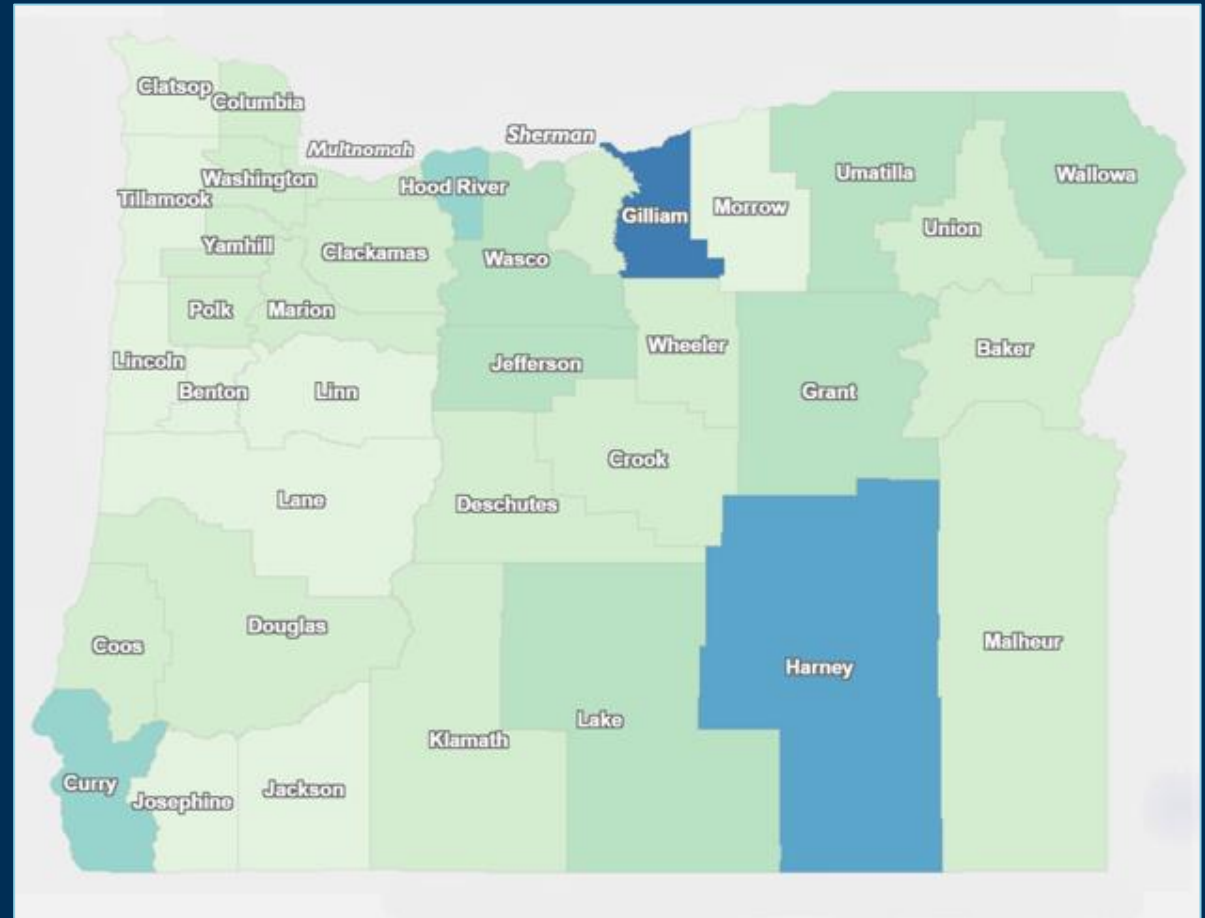 Clatsop
Columbia
Multnomah
Sherman
Washington
Hood River
Tillamook
Gilliam
Morrow
Umatilla
Wallowa
Union
Yamhill
Clackamas
Wasco
Polk
Marion
Wheeler
Baker
Lincoln
Benton
Linn
Jefferson
Grant
Crook
Lane
Deschutes
Douglas
Coos
Malheur
Harney
Lake
Klamath
Curry
Josephine
Jackson